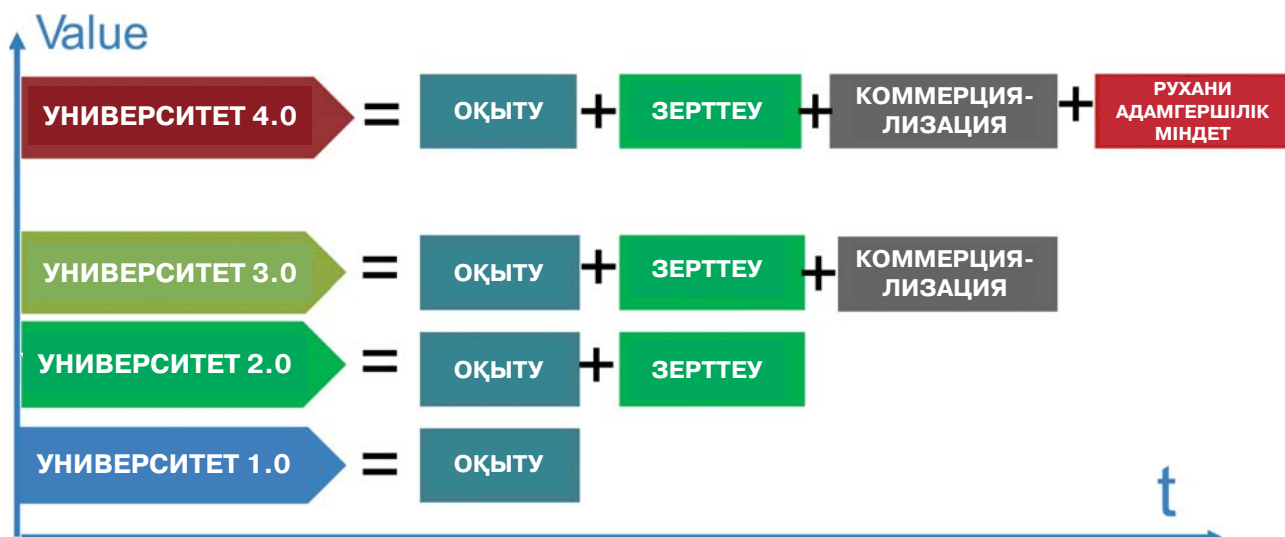 Value
УНИВЕРСИТЕТ 4.0 = ОҚЫТУ + ЗЕРТТЕУ + КОММЕРЦИЯ-
ЛИЗАЦИЯ + РУХАНИ
АДАМГЕРШІЛІК
МІНДЕТ
УНИВЕРСИТЕТ 3.0 = ОҚЫТУ + ЗЕРТТЕУ + КОММЕРЦИЯ-
ЛИЗАЦИЯ
УНИВЕРСИТЕТ 2.0 = ОҚЫТУ + ЗЕРТТЕУ
УНИВЕРСИТЕТ 1.0 = ОҚЫТУ
t